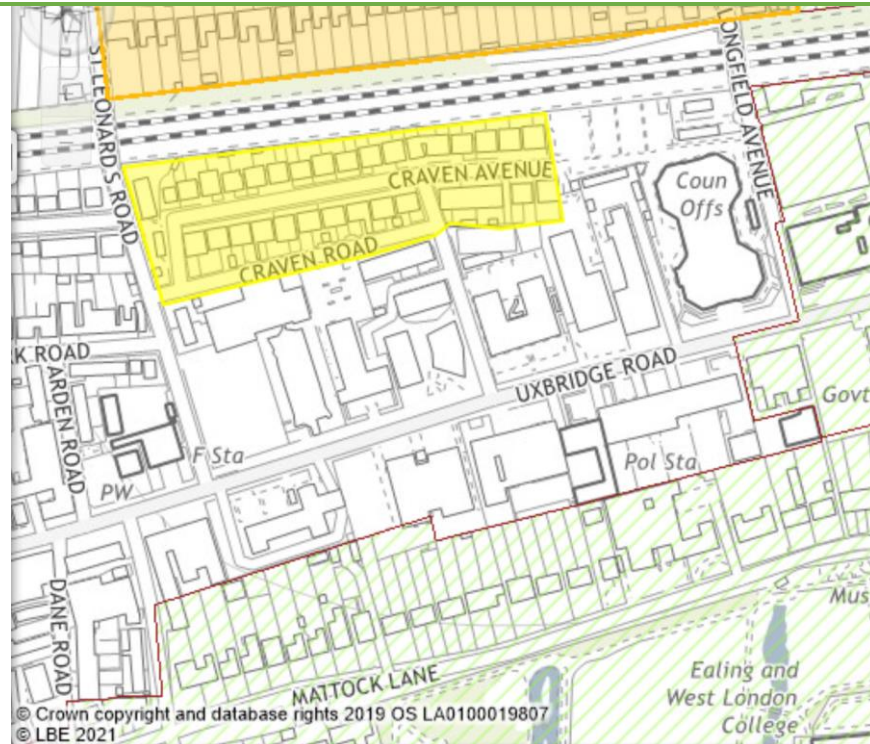 ST LEONARD S ROAD
LONGFIELD AVENUE
CRAVEN AVENUE
Coun
Offs
CRAVEN ROAD
RK ROAD
ARDEN ROAD
UXBRIDGE ROAD
Govt
F Sta
Pol Sta
PW
DANE ROAD
Mus
MATTOCK LANE
Ealing and
West London
College
© Crown copyright and database rights 2019 OS LA0100019807
© LBE 2021